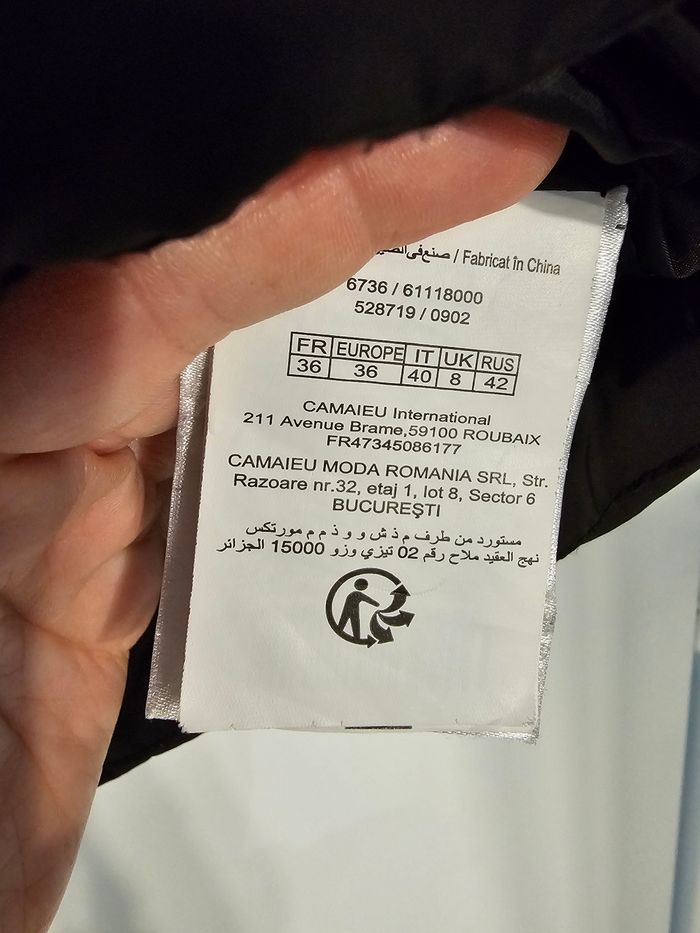 صنع في / Fabricat în China
6736 / 61118000
528719 / 0902
FR EUROPE IT UK RUS
36 36 40 8 42
CAMAIEU International
211 Avenue Brame,59100 ROUBAIX
FR47345086177
CAMAIEU MODA ROMANIA SRL, Str.
Razoare nr.32, etaj 1, lot 8, Sector 6
BUCUREŞTI
مستورد من طرف م ذ ش و و ذ م م مورتكس
نهج العقيد ملاح رقم 02 تيزي وزو 15000 الجزائر